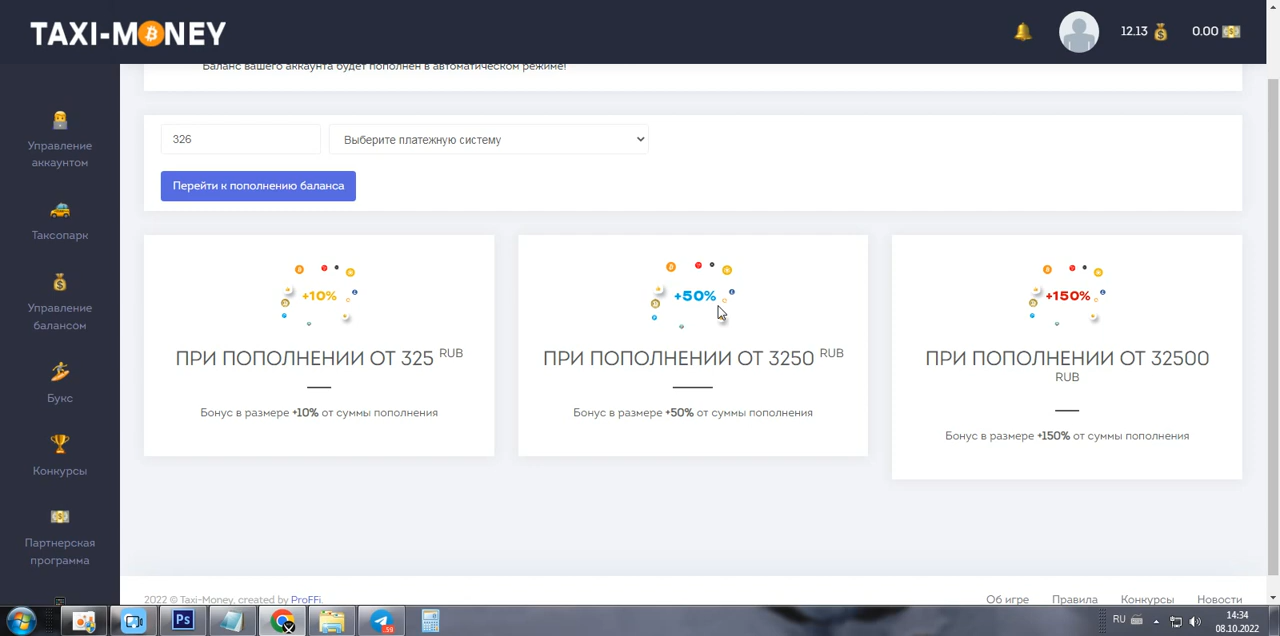 TAXI-MONEY
12.13
0.00
Баланс вашего аккаунта будет пополнен в автоматическом режиме!
Управление
аккаунтом
Таксопарк
Управление
балансом
Букс
Конкурсы
Партнерская
программа
326
Выберите платежную систему
Перейти к пополнению баланса
+10%
ПРИ ПОПОЛНЕНИИ ОТ 325 RUB
Бонус в размере +10% от суммы пополнения
+50%
ПРИ ПОПОЛНЕНИИ ОТ 3250 RUB
Бонус в размере +50% от суммы пополнения
+150%
ПРИ ПОПОЛНЕНИИ ОТ 32500
RUB
Бонус в размере +150% от суммы пополнения
2022 © Taxi-Money, created by ProFFi.
Об игре Правила Конкурсы Новости
Ps
59
RU
14:34
08.10.2022